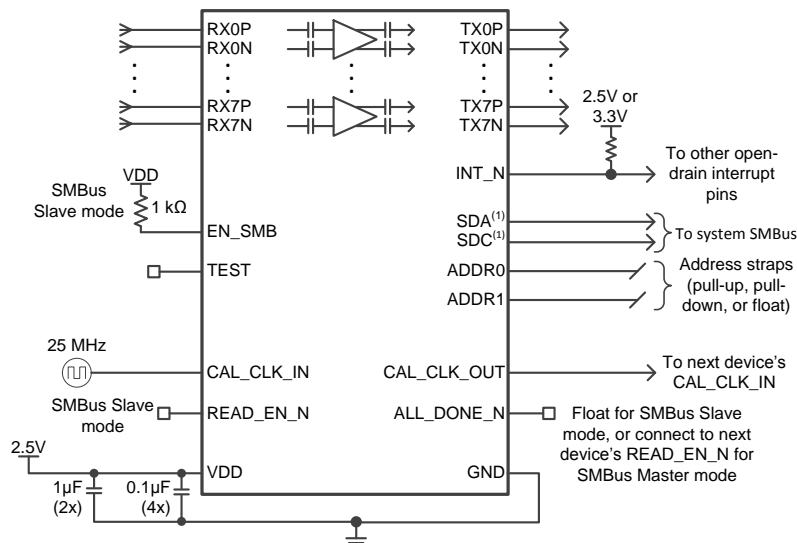 RX0P
RX0N
TX0P
TX0N
RX7P
RX7N
TX7P
TX7N
2.5V or
3.3V
INT_N
To other open-
drain interrupt
pins
VDD
SMBus
Slave mode
1 kΩ
EN_SMB
SDA(1)
SDC(1)
To system SMBus
TEST
ADDR0
ADDR1
Address straps
(pull-up, pull-
down, or float)
25 MHz
CAL_CLK_IN
CAL_CLK_OUT
To next device's
CAL_CLK_IN
SMBus Slave
mode
READ_EN_N
ALL_DONE_N
Float for SMBus Slave
mode, or connect to next
device's READ_EN_N for
SMBus Master mode
2.5V
VDD
GND
1μF
(2x)
0.1μF
(4x)